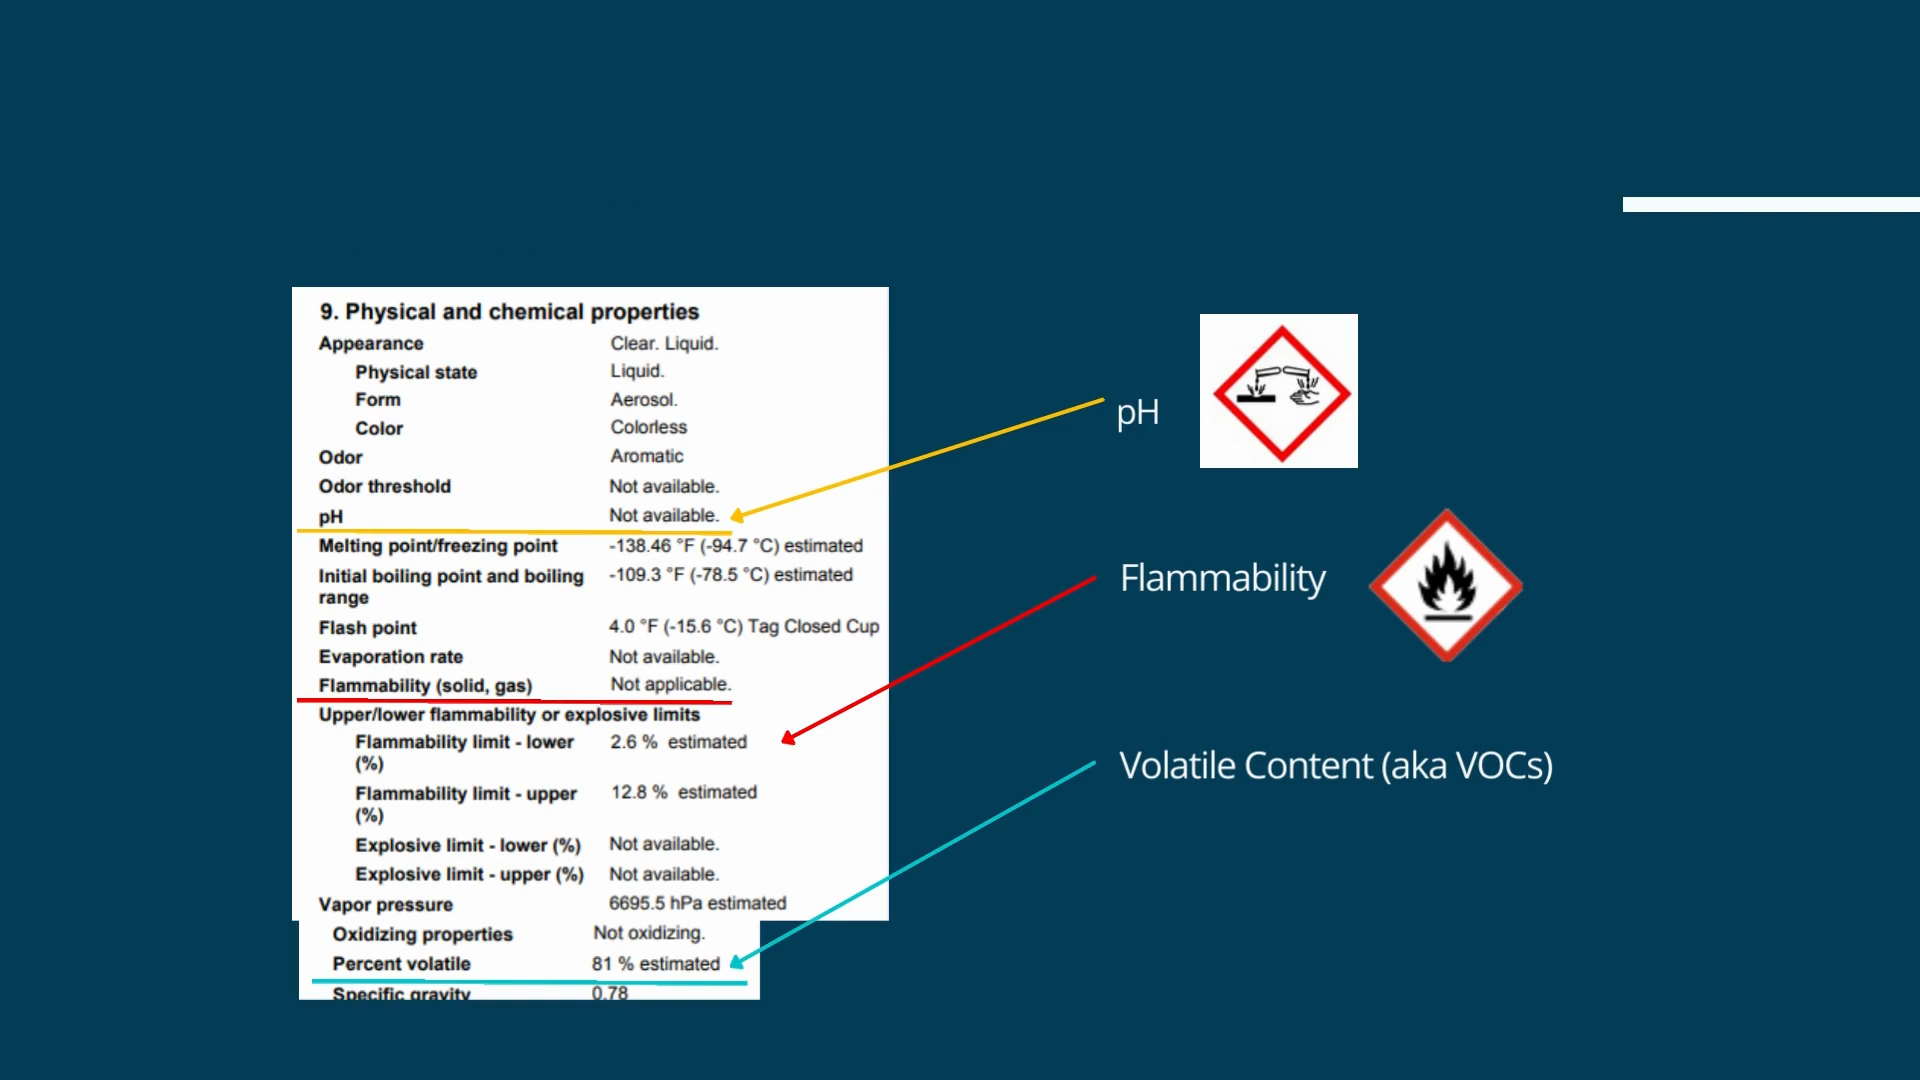 9. Physical and chemical properties
Appearance Clear. Liquid.
Physical state Liquid.
Form Aerosol.
Color Colorless
Odor Aromatic
Odor threshold Not available.
pH Not available.
Melting point/freezing point -138.46 °F (-94.7 °C) estimated
Initial boiling point and boiling -109.3 °F (-78.5 °C) estimated
range
Flash point 4.0 °F (-15.6 °C) Tag Closed Cup
Evaporation rate Not available.
Flammability (solid, gas) Not applicable.
Upper/lower flammability or explosive limits
Flammability limit - lower 2.6 % estimated
(%)
Flammability limit - upper 12.8 % estimated
(%)
Explosive limit - lower (%) Not available.
Explosive limit - upper (%) Not available.
Vapor pressure 6695.5 hPa estimated
Oxidizing properties Not oxidizing.
Percent volatile 81 % estimated
Specific gravity 0.78
pH
Flammability
Volatile Content (aka VOCs)